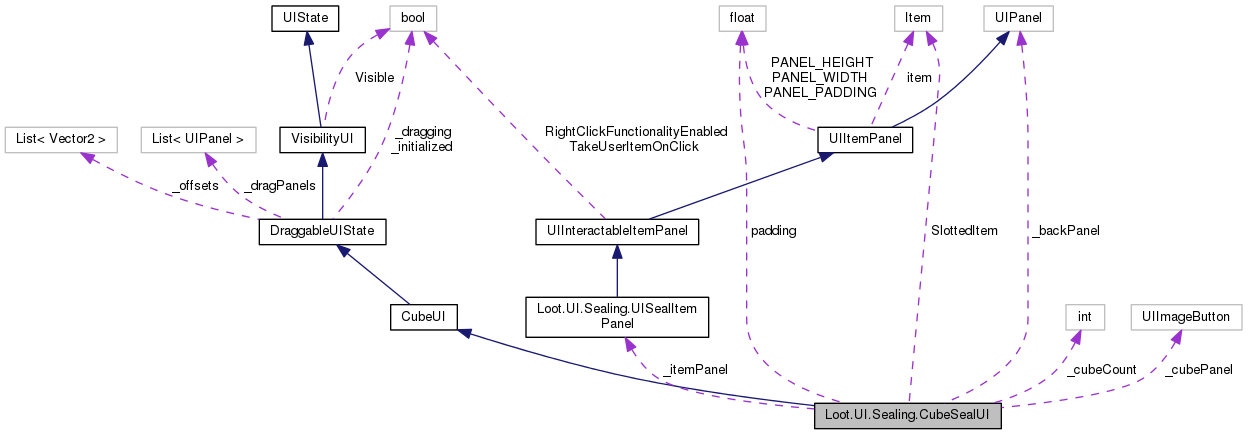 UIState
bool
float
Item
UIPanel
Visible
PANEL_HEIGHT
PANEL_WIDTH
PANEL_PADDING
item
List< Vector2 >
List< UIPanel >
VisibilityUI
_dragging
_initialized
RightClickFunctionalityEnabled
TakeUserItemOnClick
UIItemPanel
_offsets
_dragPanels
DraggableUIState
UIInteractableItemPanel
padding
SlottedItem
_backPanel
CubeUI
Loot.UI.Sealing.UISealItem
Panel
int
UIImageButton
_itemPanel
_cubeCount
_cubePanel
Loot.UI.Sealing.CubeSealUI